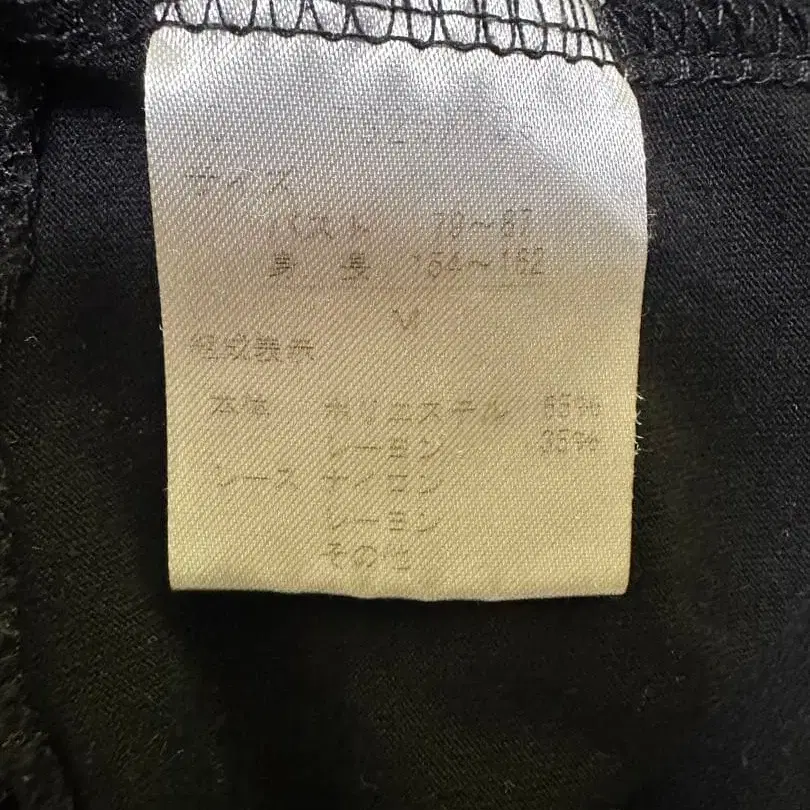 サイズ
バスト 79～87
身長 154～162
M
組成表示
本体 ポリエステル 65%
レーヨン 35%
レース ナイロン
レーヨン
その他